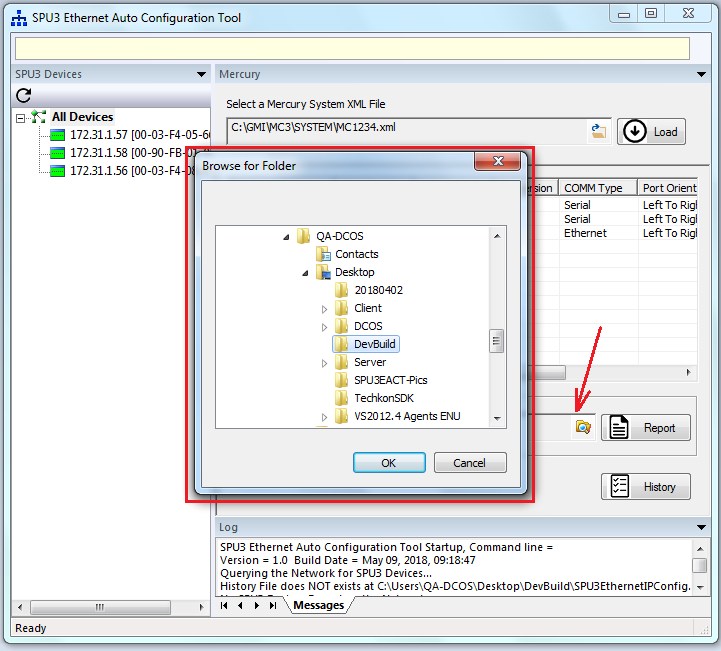 SPU3 Ethernet Auto Configuration Tool
SPU3 Devices
Mercury
All Devices
172.31.1.57 [00-03-F4-05-6
172.31.1.58 [00-90-FB-
172.31.1.56 [00-03-F4-0
Select a Mercury System XML File
C:\GMI\MC3\SYSTEM\MC1234.xml
Load
Browse for Folder
QA-DCOS
Contacts
Desktop
20180402
Client
DCOS
DevBuild
Server
SPU3EACT-Pics
TechkonSDK
VS2012.4 Agents ENU
OK
Cancel
COMM Type
Port Orient
Serial
Left To Rig
Serial
Left To Rig
Ethernet
Left To Rig
Report
History
Log
SPU3 Ethernet Auto Configuration Tool Startup, Command line =
Version = 1.0 Build Date = May 09, 2018, 09:18:47
Querying the Network for SPU3 Devices...
History File does NOT exists at C:\Users\QA-DCOS\Desktop\DevBuild\SPU3EthernetIPConfig.
Messages
Ready